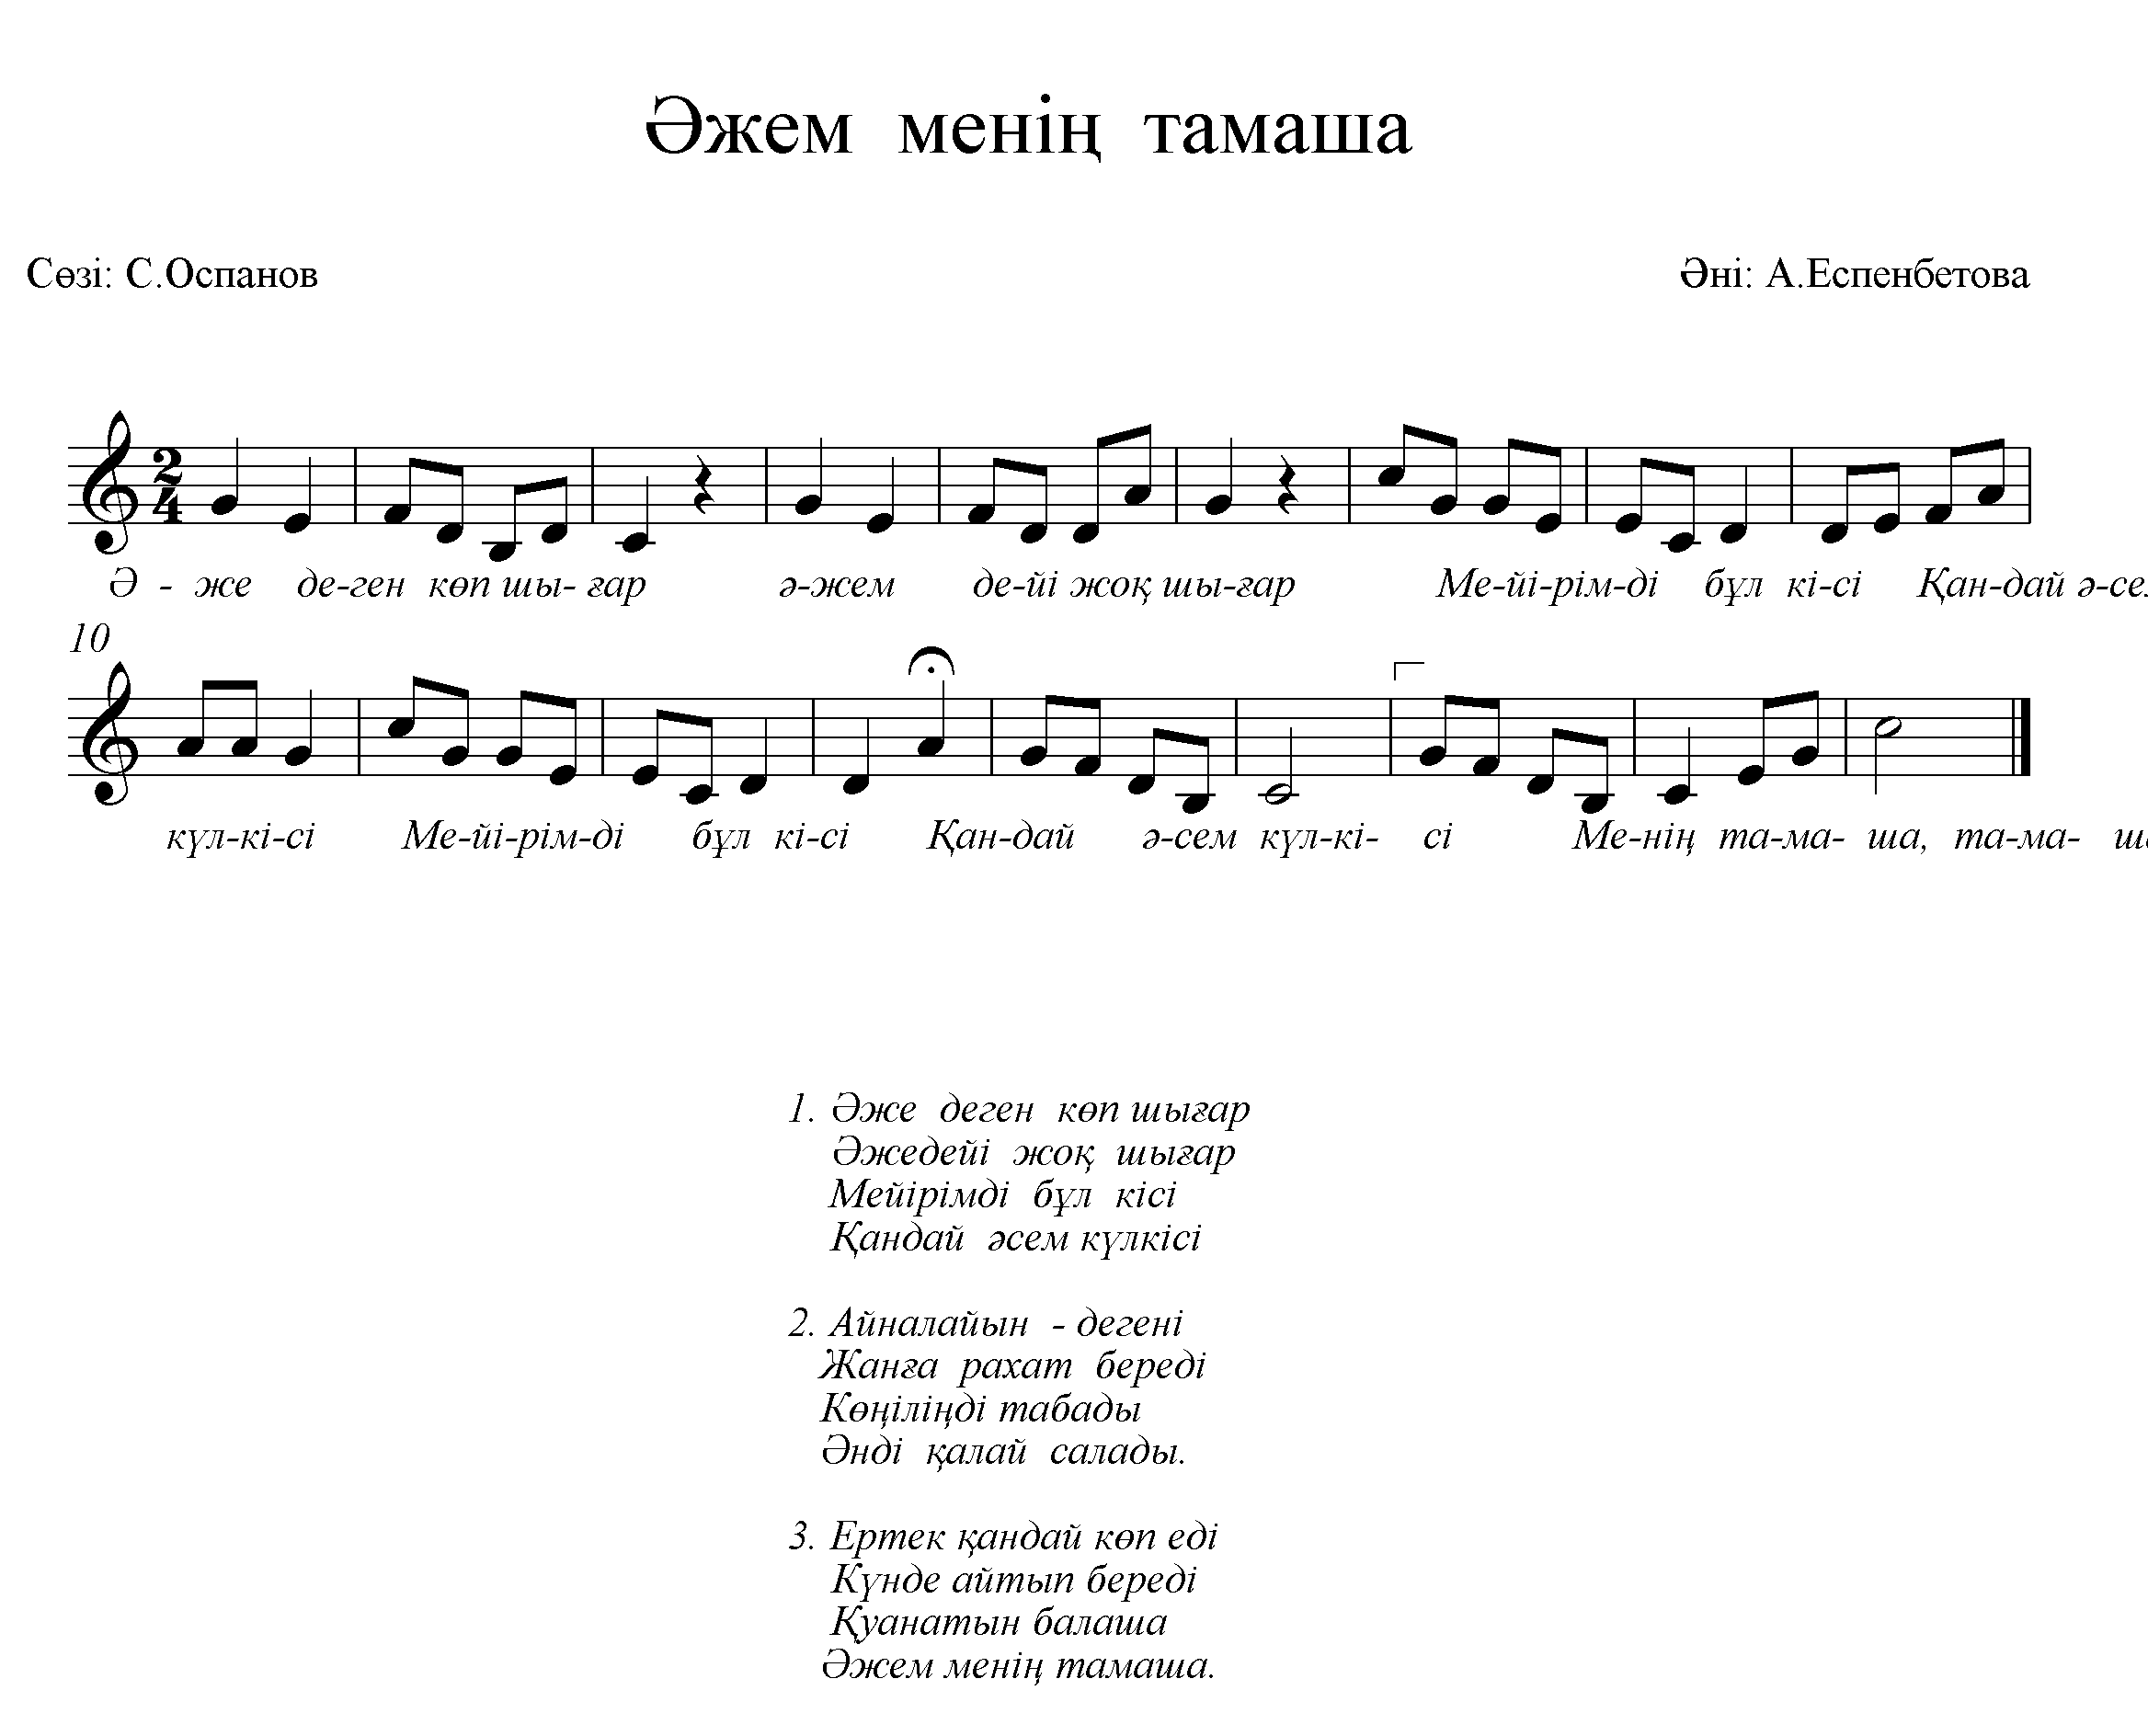 Әжем менің тамаша
Сөзі: С.Оспанов
Әні: А.Еспенбетова
2
4
Ә - же де-ген көп шы- ғар ә-жем де-йі жоқ шы-ғар Ме-йі-рім-ді бұл кі-сі Қан-дай
10
күл-кі-сі Ме-йі-рім-ді бұл кі-сі Қан-дай ә-сем күл-кі- сі Ме-нің та-ма- ша, та-ма-
1. Әже деген көп шығар
Әжедейі жоқ шығар
Мейірімді бұл кісі
Қандай әсем күлкісі
2. Айналайын - дегені
Жанға рахат береді
Көңіліңді табады
Әнді қалай салады.
3. Ертек қандай көп еді
Күнде айтып береді
Қуанатын балаша
Әжем менің тамаша.